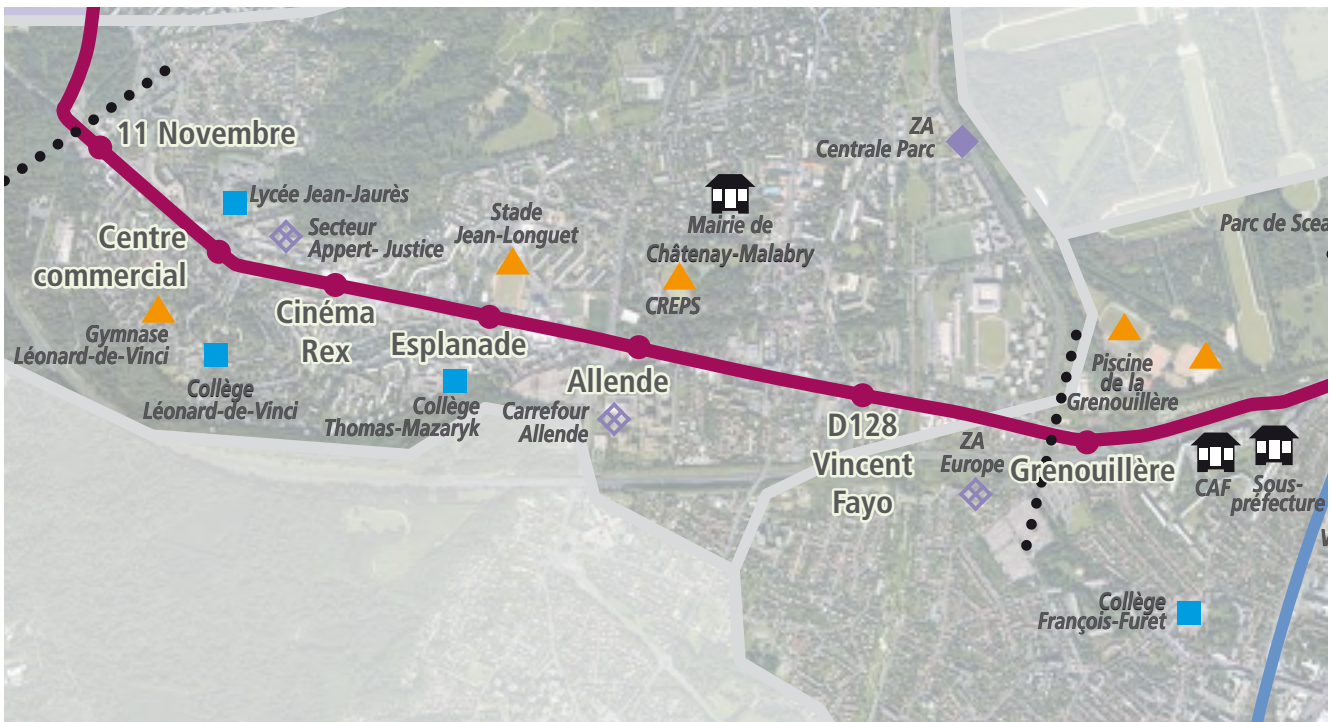 11 Novembre
ZA
Centrale Parc
Lycée Jean-Jaurès
Secteur
Appert- Justice
Stade
Jean-Longuet
Mairie de
Châtenay-Malabry
Parc de Scea
Centre
commercial
CREPS
Cinéma
Rex
Esplanade
Gymnase
Léonard-de-Vinci
Collège
Léonard-de-Vinci
Allende
Collège
Thomas-Mazaryk
Carrefour
Allende
Piscine
de la
Grenouillère
D128
Vincent
Fayo
ZA
Europe
Grenouillère
CAF
Sous-
préfecture
V
Collège
François-Furet